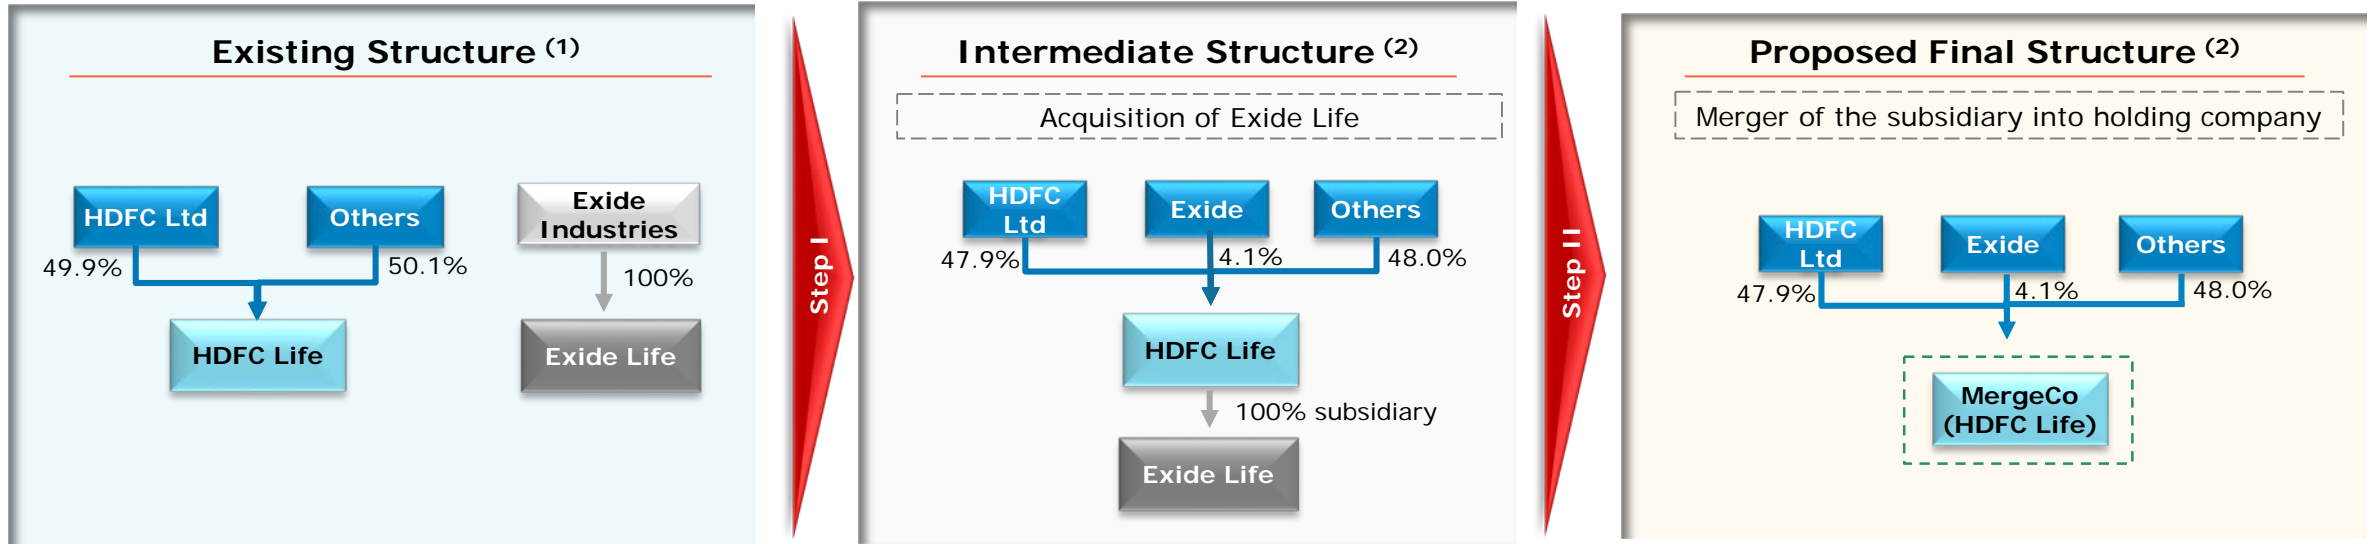 Existing Structure (1)
HDFC Ltd
Others
Exide
Industries
49.9%
50.1%
100%
HDFC Life
Exide Life
Step I
Intermediate Structure (2)
Acquisition of Exide Life
HDFC
Ltd
Exide
Others
47.9%
4.1%
48.0%
HDFC Life
100% subsidiary
Exide Life
Step II
Proposed Final Structure (2)
Merger of the subsidiary into holding company
HDFC
Ltd
Exide
Others
47.9%
4.1%
48.0%
MergeCo
(HDFC Life)